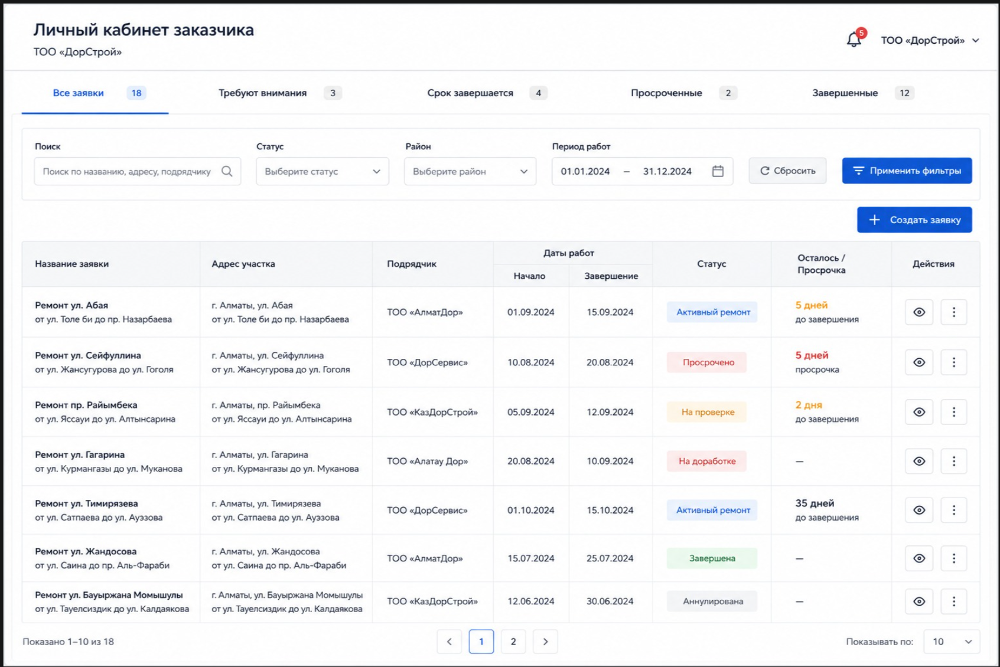 Личный кабинет заказчика
ТОО «ДорСтрой»
5
ТОО «ДорСтрой»
Все заявки 18
Требуют внимания 3
Срок завершается 4
Просроченные 2
Завершенные 12
Поиск
Статус
Район
Период работ
Поиск по названию, адресу, подрядчику
Выберите статус
Выберите район
01.01.2024 – 31.12.2024
Сбросить
Применить фильтры
+ Создать заявку
Название заявки
Адрес участка
Подрядчик
Даты работ
Начало
Завершение
Статус
Осталось /
Просрочка
Действия
Ремонт ул. Абая
от ул. Толе би до пр. Назарбаева
г. Алматы, ул. Абая
от ул. Толе би до пр. Назарбаева
ТОО «АлматДор»
01.09.2024
15.09.2024
Активный ремонт
5 дней
до завершения
Ремонт ул. Сейфуллина
от ул. Жансугурова до ул. Гоголя
г. Алматы, ул. Сейфуллина
от ул. Жансугурова до ул. Гоголя
ТОО «ДорСервис»
10.08.2024
20.08.2024
Просрочено
5 дней
просрочка
Ремонт пр. Райымбека
от ул. Яссауи до ул. Алтынсарина
г. Алматы, пр. Райымбека
от ул. Яссауи до ул. Алтынсарина
ТОО «КазДорСтрой»
05.09.2024
12.09.2024
На проверке
2 дня
до завершения
Ремонт ул. Гагарина
от ул. Курмангазы до ул. Муканова
г. Алматы, ул. Гагарина
от ул. Курмангазы до ул. Муканова
ТОО «Алатау Дор»
20.08.2024
10.09.2024
На доработке
—
Ремонт ул. Тимирязева
от ул. Сатпаева до ул. Ауэзова
г. Алматы, ул. Тимирязева
от ул. Сатпаева до ул. Ауэзова
ТОО «ДорСервис»
01.10.2024
15.10.2024
Активный ремонт
35 дней
до завершения
Ремонт ул. Жандосова
от ул. Саина до пр. Аль-Фараби
г. Алматы, ул. Жандосова
от ул. Саина до пр. Аль-Фараби
ТОО «АлматДор»
15.07.2024
25.07.2024
Завершена
—
Ремонт ул. Бауыржана Момышулы
от ул. Тауелсиздик до ул. Калдаякова
г. Алматы, ул. Бауыржана Момышулы
от ул. Тауелсиздик до ул. Калдаякова
ТОО «КазДорСтрой»
12.06.2024
30.06.2024
Аннулирована
—
Показано 1–10 из 18
1
2
Показывать по: 10